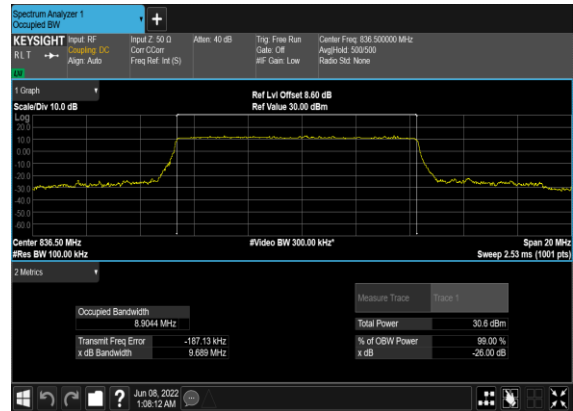 Spectrum Analyzer 1
Occupied BW
KEYSIGHT Input: RF Input Z: 50 Ω Atten: 40 dB Trig: Free Run Center Freq: 836.500000 MHz
RLT Coupling: DC Corr CCorr Gate: Off Avg|Hold: 500/500
Align: Auto Freq Ref: Int (S) #IF Gain: Low Radio Std: None
1 Graph Ref Lvl Offset 8.60 dB
Scale/Div 10.0 dB Ref Value 30.00 dBm
Log
20.0
10.0
0.00
-10.0
-20.0
-30.0
-40.0
-50.0
-60.0
Center 836.50 MHz #Video BW 300.00 kHz* Span 20 MHz
#Res BW 100.00 kHz Sweep 2.53 ms (1001 pts)
2 Metrics
Measure Trace Trace 1
Occupied Bandwidth
8.9044 MHz Total Power 30.6 dBm
Transmit Freq Error -187.13 kHz % of OBW Power 99.00 %
x dB Bandwidth 9.689 MHz x dB -26.00 dB
? Jun 08, 2022
1:08:12 AM